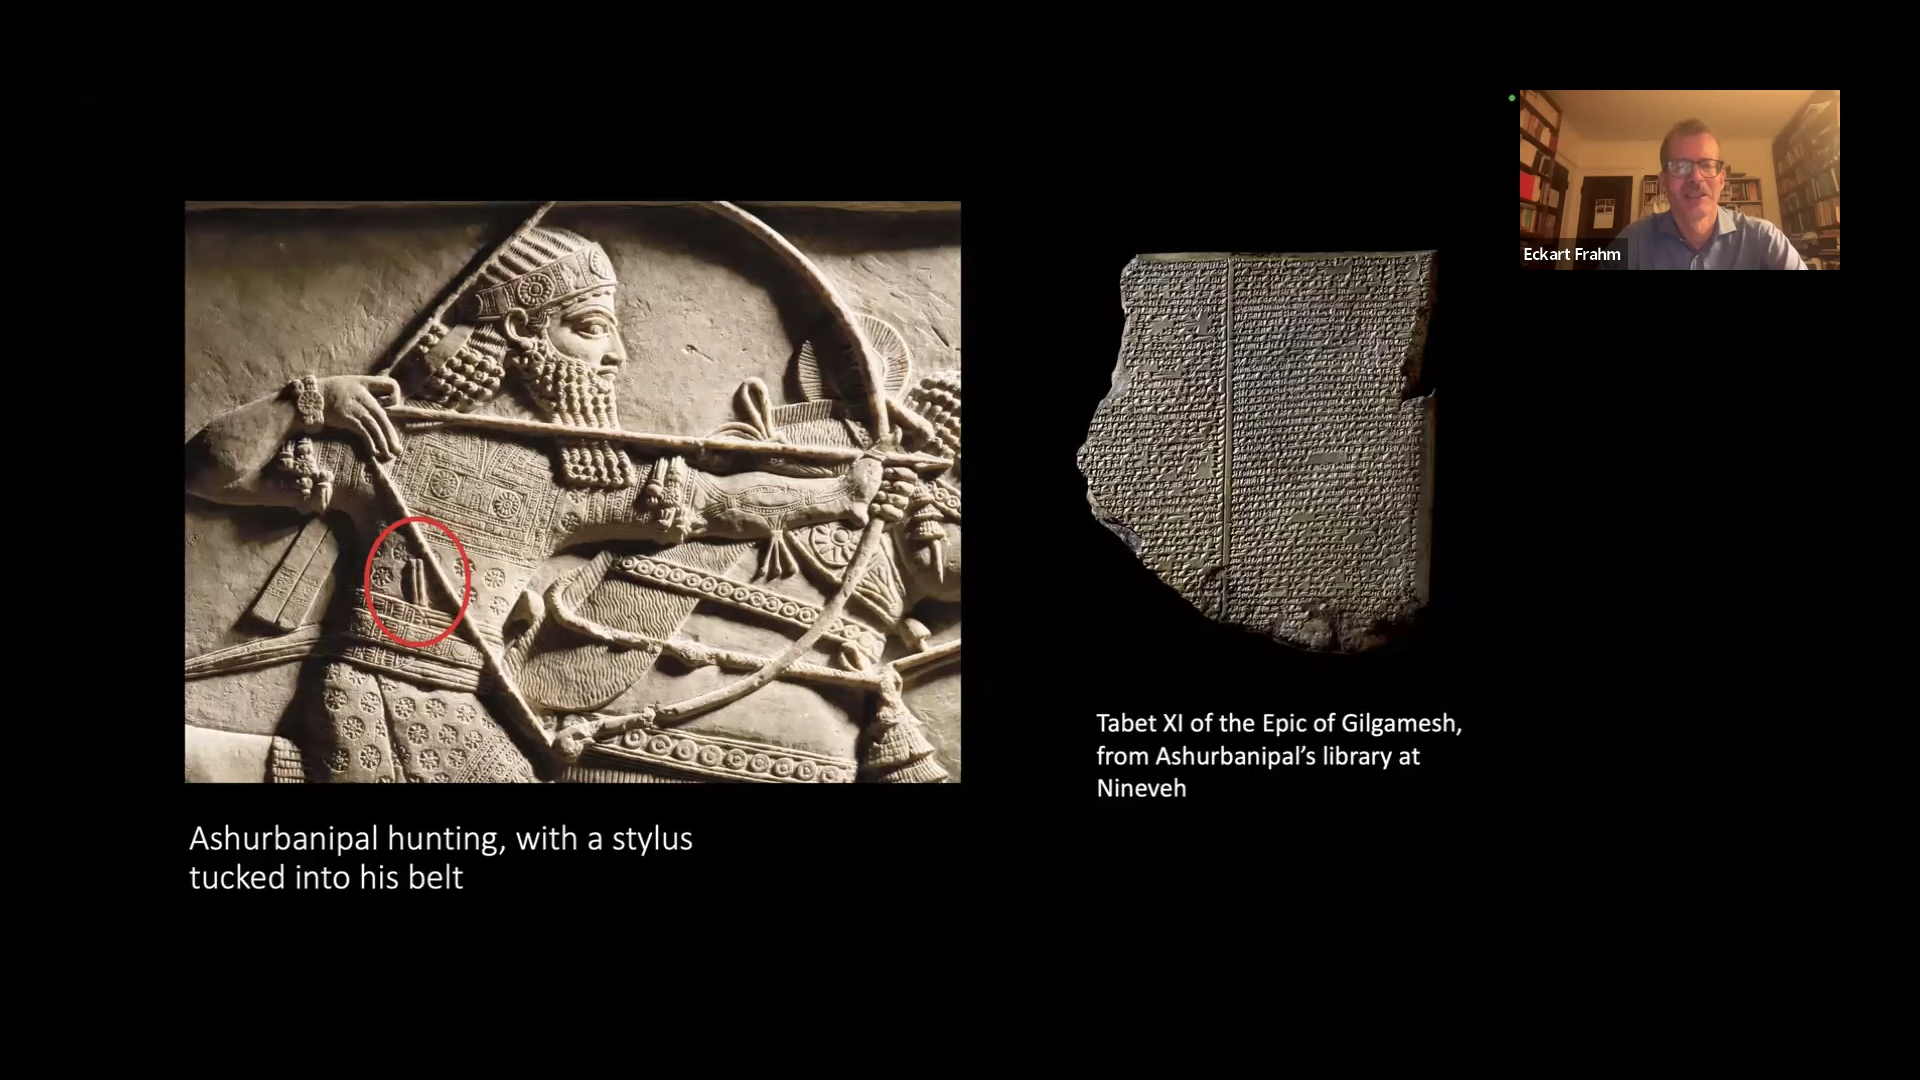 Eckart Frahm
Tabet XI of the Epic of Gilgamesh,
from Ashurbanipal’s library at
Nineveh
Ashurbanipal hunting, with a stylus
tucked into his belt